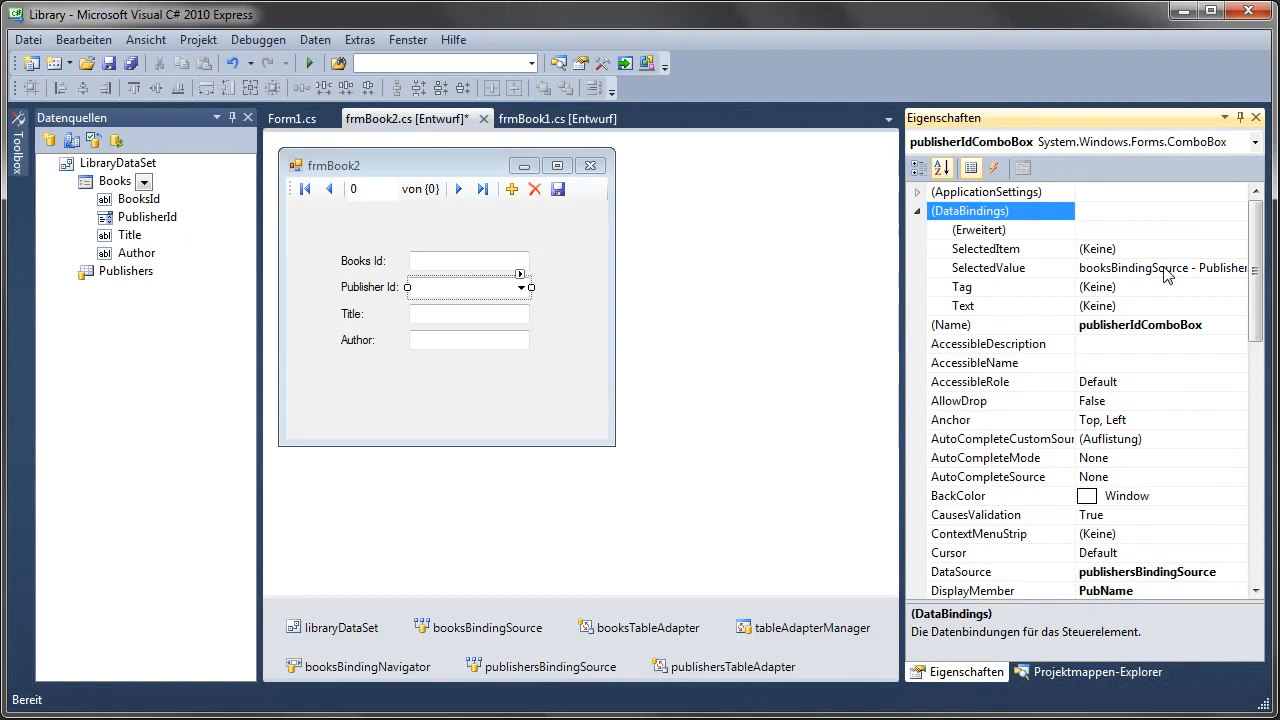 Library - Microsoft Visual C# 2010 Express
Datei Bearbeiten Ansicht Projekt Debuggen Daten Extras Fenster Hilfe
Datenquellen
Form1.cs frmBook2.cs [Entwurf]* frmBook1.cs [Entwurf]
Eigenschaften
Toolbox
LibraryDataSet
Books
BooksId
PublisherId
Title
Author
Publishers
frmBook2
0 von {0}
Books Id:
Publisher Id:
Title:
Author:
libraryDataSet booksBindingSource booksTableAdapter tableAdapterManager
booksBindingNavigator publishersBindingSource publishersTableAdapter
publisherIdComboBox System.Windows.Forms.ComboBox
(ApplicationSettings)
(DataBindings)
(Erweitert)
SelectedItem (Keine)
SelectedValue booksBindingSource - Publisher
Tag (Keine)
Text (Keine)
(Name) publisherIdComboBox
AccessibleDescription
AccessibleName
AccessibleRole Default
AllowDrop False
Anchor Top, Left
AutoCompleteCustomSour (Auflistung)
AutoCompleteMode None
AutoCompleteSource None
BackColor Window
CausesValidation True
ContextMenuStrip (Keine)
Cursor Default
DataSource publishersBindingSource
DisplayMember PubName
(DataBindings)
Die Datenbindungen für das Steuerelement.
Eigenschaften Projektmappen-Explorer
Bereit